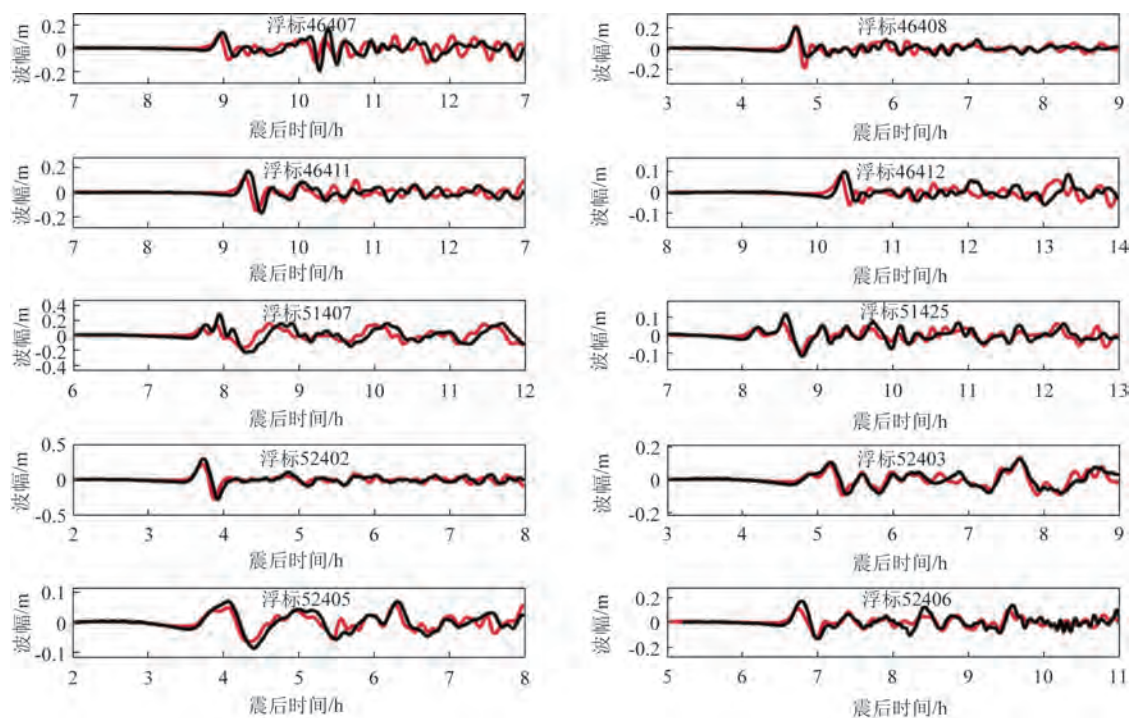 浮标46407
波幅/m
0.2
0
-0.2
7 8 9 10 11 12 7
震后时间/h
浮标46408
波幅/m
0.2
0
-0.2
3 4 5 6 7 8 9
震后时间/h
浮标46411
波幅/m
0.2
0
-0.2
7 8 9 10 11 12 7
震后时间/h
浮标46412
波幅/m
0.1
0
-0.1
8 9 10 11 12 13 14
震后时间/h
浮标51407
波幅/m
0.4
0.2
0
-0.2
-0.4
6 7 8 9 10 11 12
震后时间/h
浮标51425
波幅/m
0.1
0
-0.1
7 8 9 10 11 12 13
震后时间/h
浮标52402
波幅/m
0.5
0
-0.5
2 3 4 5 6 7 8
震后时间/h
浮标52403
波幅/m
0.2
0
-0.2
3 4 5 6 7 8 9
震后时间/h
浮标52405
波幅/m
0.1
0
-0.1
2 3 4 5 6 7 8
震后时间/h
浮标52406
波幅/m
0.2
0
-0.2
5 6 7 8 9 10 11
震后时间/h